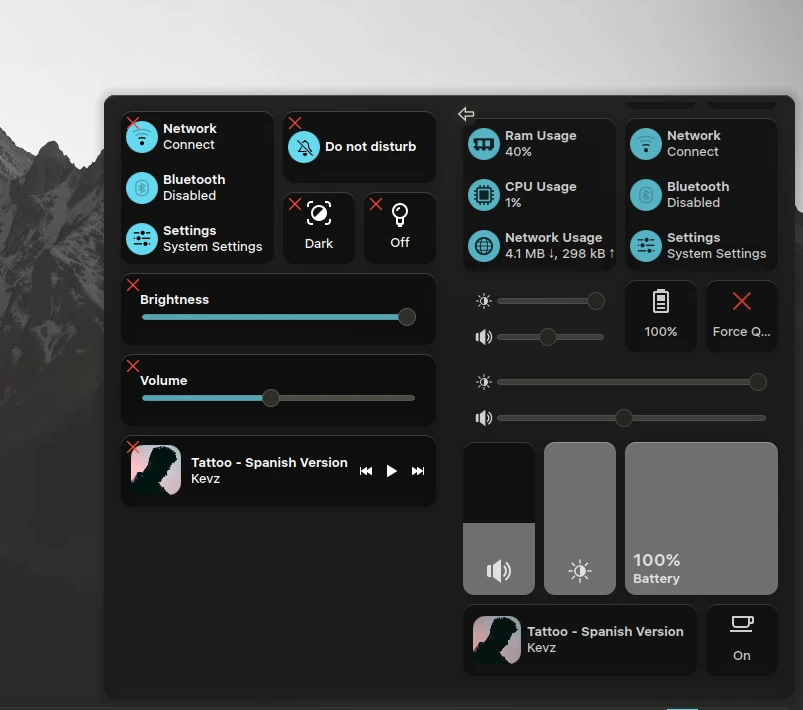 Network
Connect
Bluetooth
Disabled
Settings
System Settings
Do not disturb
Dark
Off
Brightness
Volume
Tattoo - Spanish Version
Kevz
Ram Usage
40%
CPU Usage
1%
Network Usage
4.1 MB ↓, 298 kB ↑
Network
Connect
Bluetooth
Disabled
Settings
System Settings
100%
Force Q...
100%
Battery
Tattoo - Spanish Version
Kevz
On